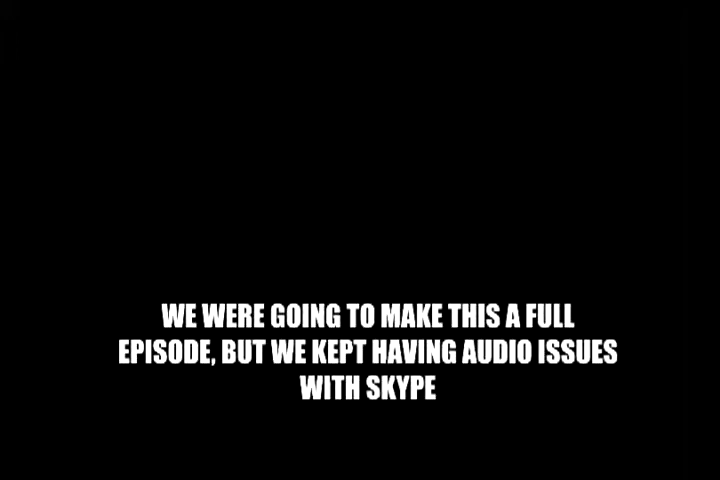 WE WERE GOING TO MAKE THIS A FULL
EPISODE, BUT WE KEPT HAVING AUDIO ISSUES
WITH SKYPE